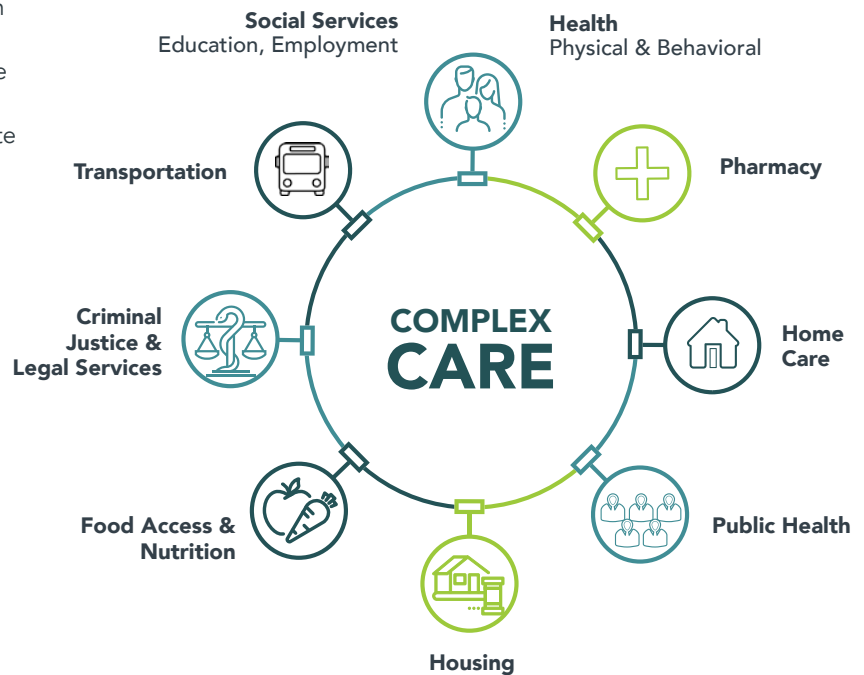 Social Services
Education, Employment
Health
Physical & Behavioral
Transportation
Pharmacy
Criminal
Justice &
Legal Services
COMPLEX
CARE
Home
Care
Food Access &
Nutrition
Public Health
Housing